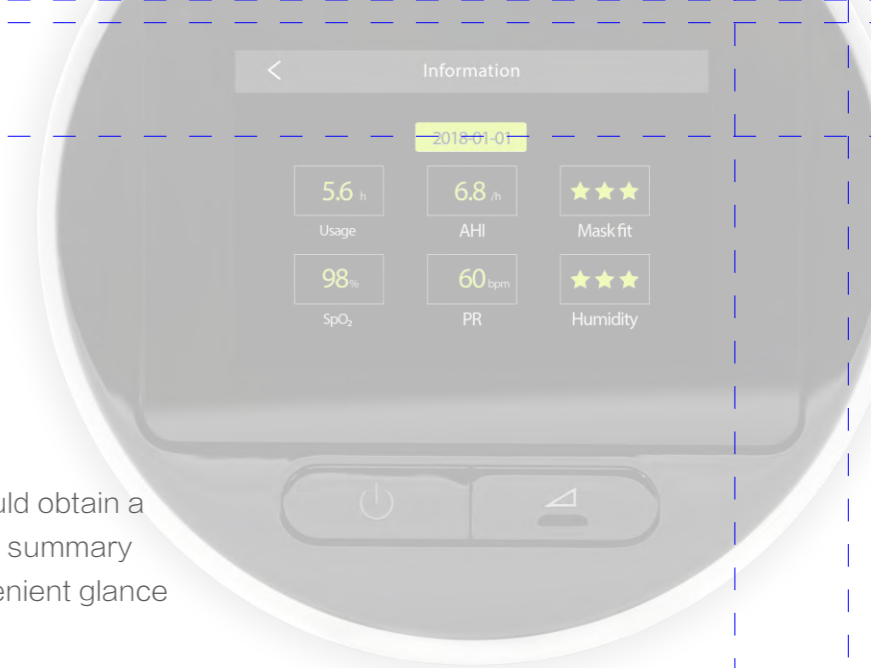 Information
2018-01-01
5.6 h 6.8 /h
Usage AHI Mask fit
98% 60 bpm
SpO₂ PR Humidity
uld obtain a
summary
enient glance